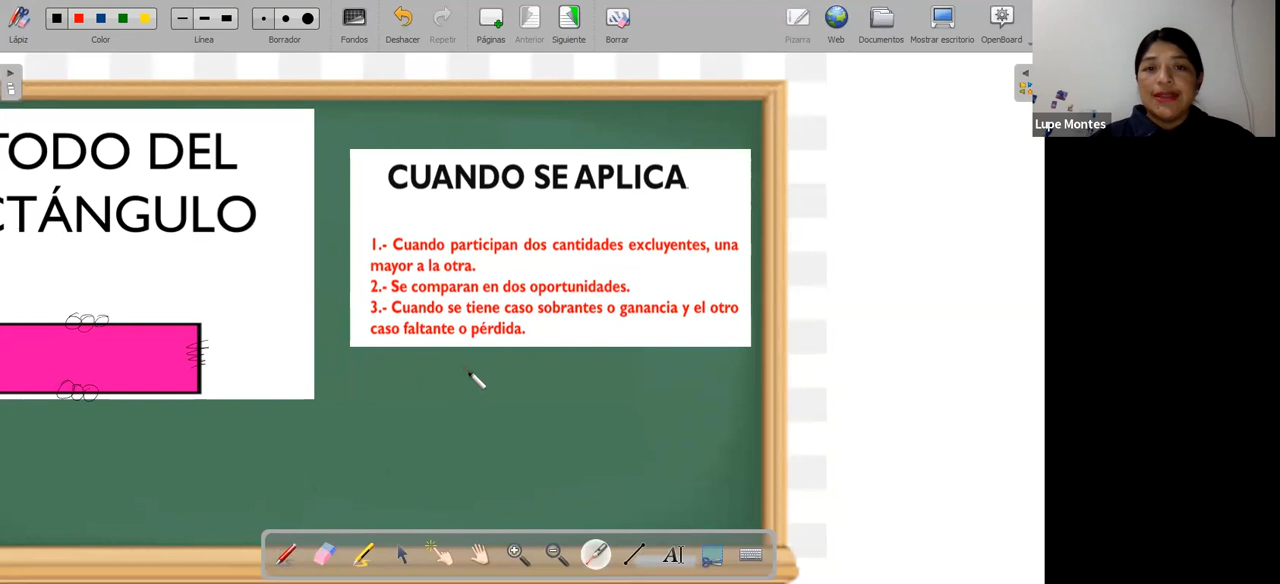 Lápiz
Color
Línea
Borrador
Fondos
Deshacer
Repetir
Páginas
Anterior
Siguiente
Borrar
Pizarra
Web
Documentos
Mostrar escritorio
OpenBoard
Lupe Montes
TODO DEL
CTÁNGULO
CUANDO SE APLICA
1.- Cuando participan dos cantidades excluyentes, una
mayor a la otra.
2.- Se comparan en dos oportunidades.
3.- Cuando se tiene caso sobrantes o ganancia y el otro
caso faltante o pérdida.